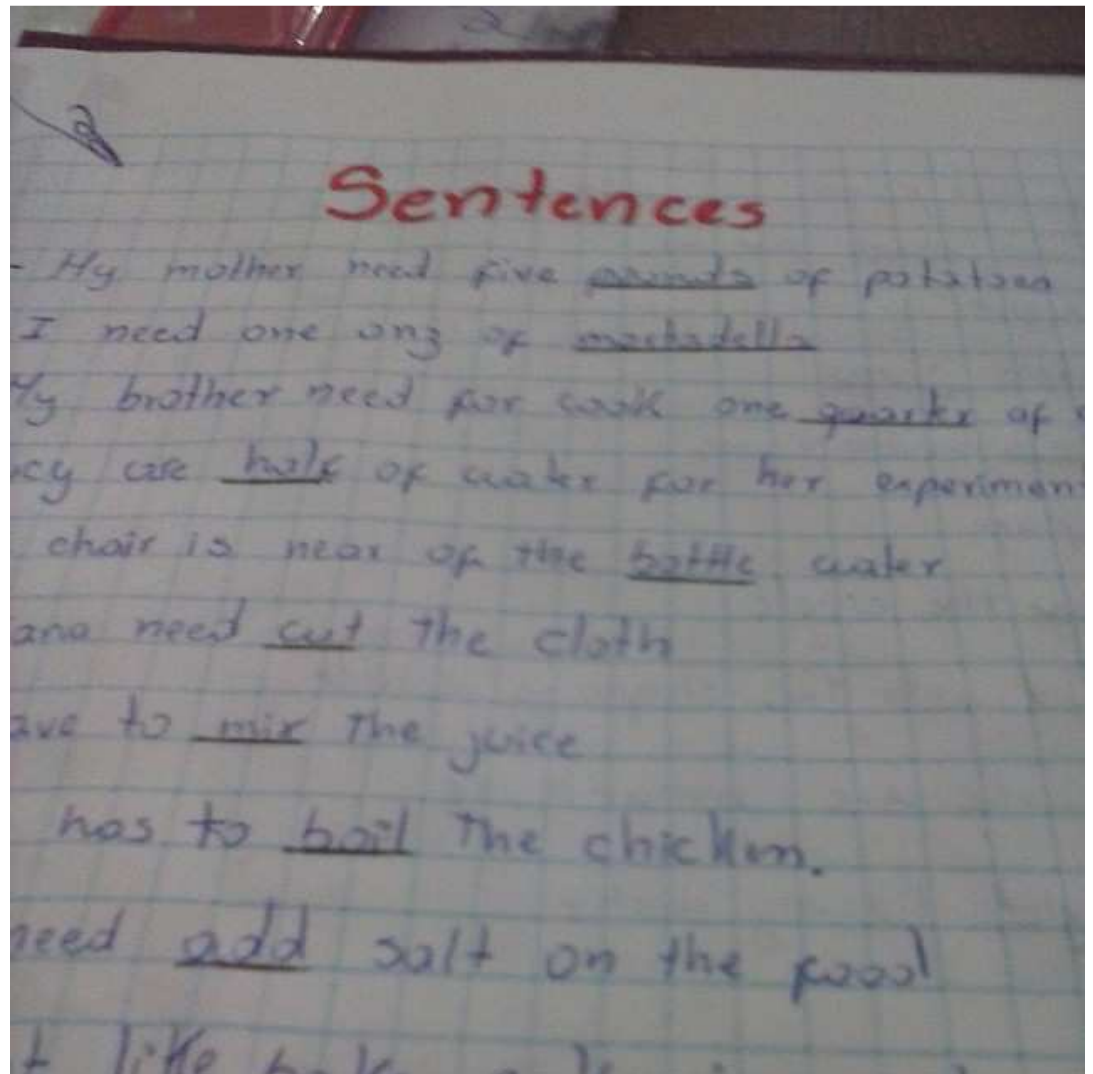 Sentences
- My mother need five pounds of potatoes
I need one onz of mortadella
My brother need for cook one quarter of
cy use half of water for her experiment
chair is near of the bottle water
ana need cut the cloth
ave to mix the juice
has to boil the chicken.
need add salt on the food
t like